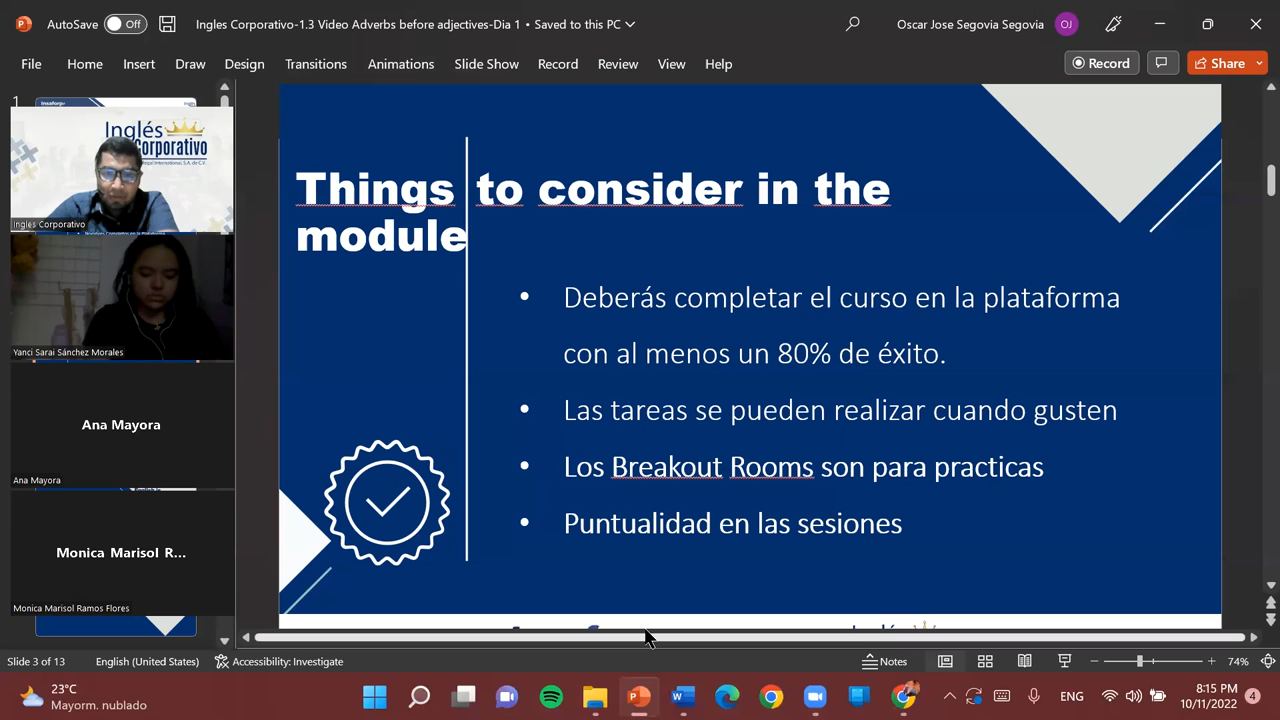 AutoSave Off Ingles Corporativo-1.3 Video Adverbs before adjectives-Dia 1 • Saved to this PC Oscar Jose Segovia Segovia OJ
File Home Insert Draw Design Transitions Animations Slide Show Record Review View Help Record Share
1
Inglés
Corporativo
Ingles Corporativo
Yanci Sarai Sánchez Morales
Ana Mayora
Ana Mayora
Monica Marisol R...
Monica Marisol Ramos Flores
Things to consider in the
module
• Deberás completar el curso en la plataforma
con al menos un 80% de éxito.
• Las tareas se pueden realizar cuando gusten
• Los Breakout Rooms son para practicas
• Puntualidad en las sesiones
Slide 3 of 13 English (United States) Accessibility: Investigate Notes 74%
23°C
Mayorm. nublado
ENG
8:15 PM
10/11/2022
4